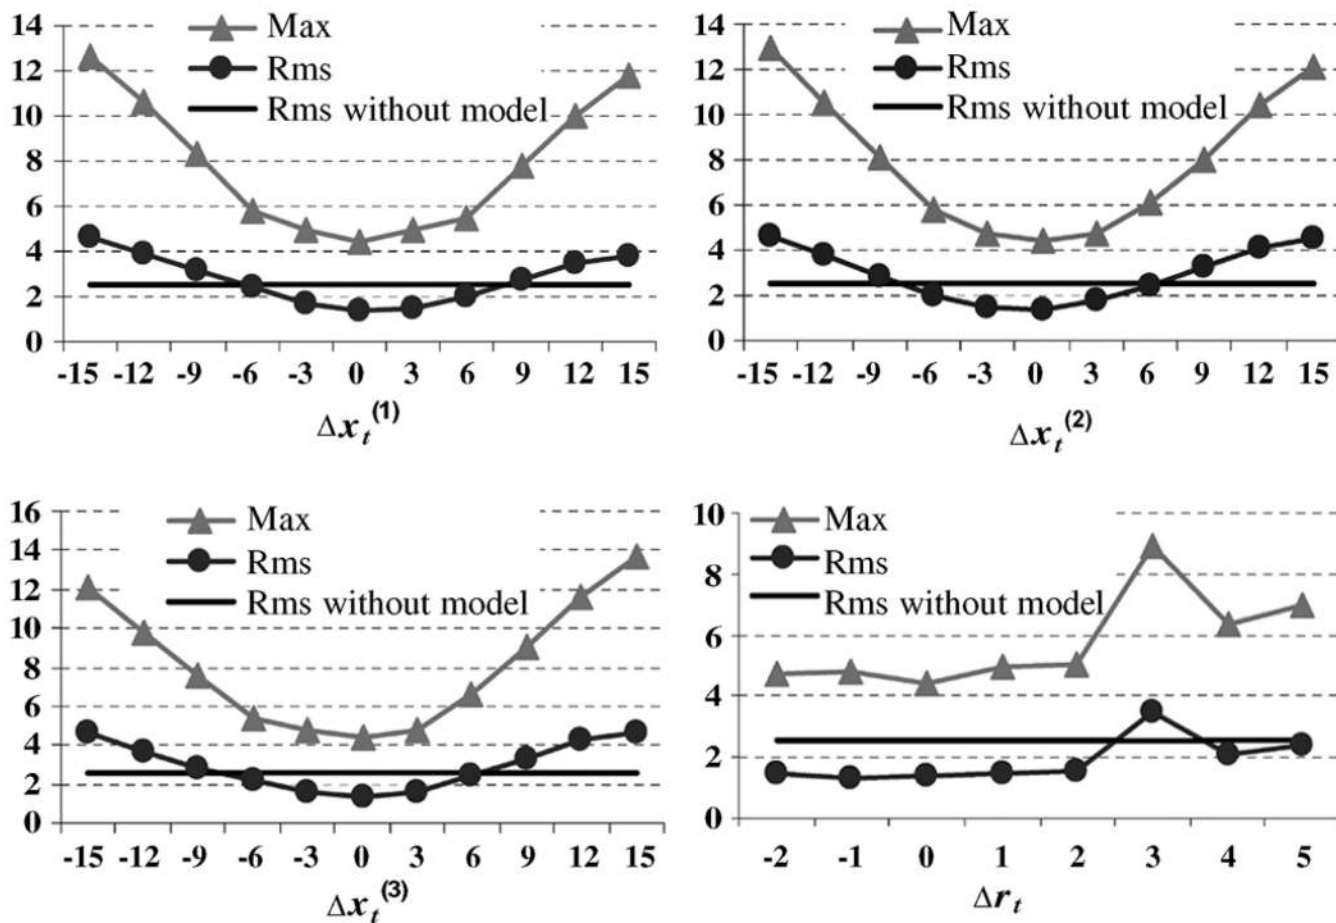 14
12
10
8
6
4
2
0
Max
Rms
Rms without model
-15 -12 -9 -6 -3 0 3 6 9 12 15
Δx_t^(1)
14
12
10
8
6
4
2
0
Max
Rms
Rms without model
-15 -12 -9 -6 -3 0 3 6 9 12 15
Δx_t^(2)
16
14
12
10
8
6
4
2
0
Max
Rms
Rms without model
-15 -12 -9 -6 -3 0 3 6 9 12 15
Δx_t^(3)
10
8
6
4
2
0
Max
Rms
Rms without model
-2 -1 0 1 2 3 4 5
Δr_t